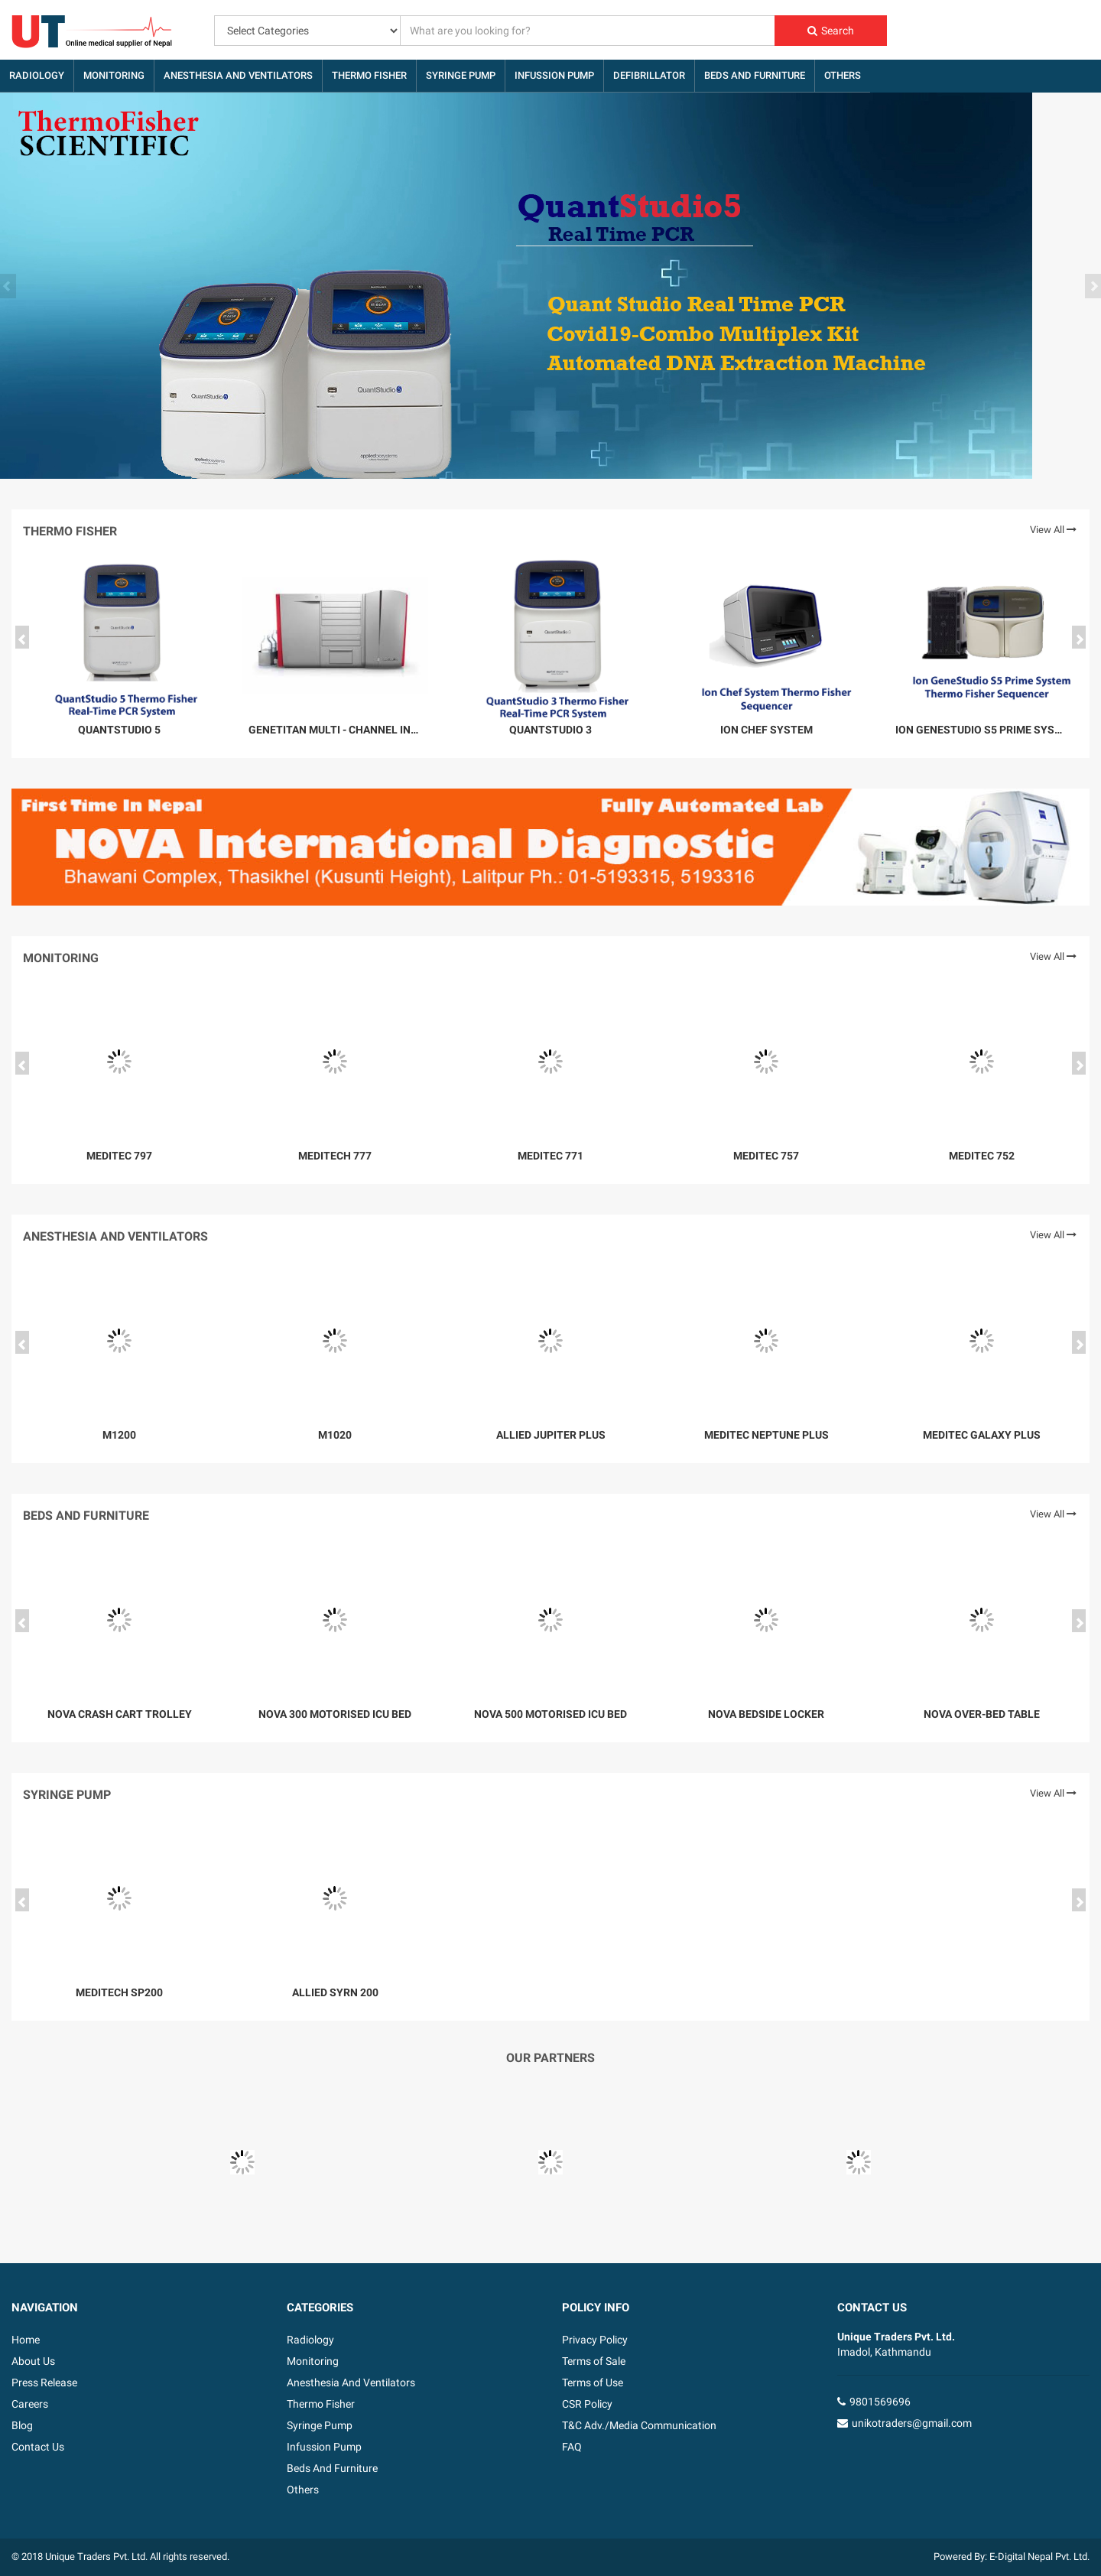 UT
Online medical supplier of Nepal
Select Categories
What are you looking for?
Search
RADIOLOGY
MONITORING
ANESTHESIA AND VENTILATORS
THERMO FISHER
SYRINGE PUMP
INFUSSION PUMP
DEFIBRILLATOR
BEDS AND FURNITURE
OTHERS
ThermoFisher
SCIENTIFIC
QuantStudio5
Real Time PCR
Quant Studio Real Time PCR
Covid19-Combo Multiplex Kit
Automated DNA Extraction Machine
QuantStudio 5
applied biosystems
QuantStudio 5
applied biosystems
THERMO FISHER
View All
QuantStudio 5 Thermo Fisher
Real-Time PCR System
QUANTSTUDIO 5
GENETITAN MULTI - CHANNEL IN...
QuantStudio 3 Thermo Fisher
Real-Time PCR System
QUANTSTUDIO 3
Ion Chef System Thermo Fisher
Sequencer
ION CHEF SYSTEM
Ion GeneStudio S5 Prime System
Thermo Fisher Sequencer
ION GENESTUDIO S5 PRIME SYS...
First Time In Nepal
Fully Automated Lab
NOVA International Diagnostic
Bhawani Complex, Thasikhel (Kusunti Height), Lalitpur Ph.: 01-5193315, 5193316
MONITORING
View All
MEDITEC 797
MEDITECH 777
MEDITEC 771
MEDITEC 757
MEDITEC 752
ANESTHESIA AND VENTILATORS
View All
M1200
M1020
ALLIED JUPITER PLUS
MEDITEC NEPTUNE PLUS
MEDITEC GALAXY PLUS
BEDS AND FURNITURE
View All
NOVA CRASH CART TROLLEY
NOVA 300 MOTORISED ICU BED
NOVA 500 MOTORISED ICU BED
NOVA BEDSIDE LOCKER
NOVA OVER-BED TABLE
SYRINGE PUMP
View All
MEDITECH SP200
ALLIED SYRN 200
OUR PARTNERS
NAVIGATION
Home
About Us
Press Release
Careers
Blog
Contact Us
CATEGORIES
Radiology
Monitoring
Anesthesia And Ventilators
Thermo Fisher
Syringe Pump
Infussion Pump
Beds And Furniture
Others
POLICY INFO
Privacy Policy
Terms of Sale
Terms of Use
CSR Policy
T&C Adv./Media Communication
FAQ
CONTACT US
Unique Traders Pvt. Ltd.
Imadol, Kathmandu
9801569696
unikotraders@gmail.com
© 2018 Unique Traders Pvt. Ltd. All rights reserved.
Powered By: E-Digital Nepal Pvt. Ltd.